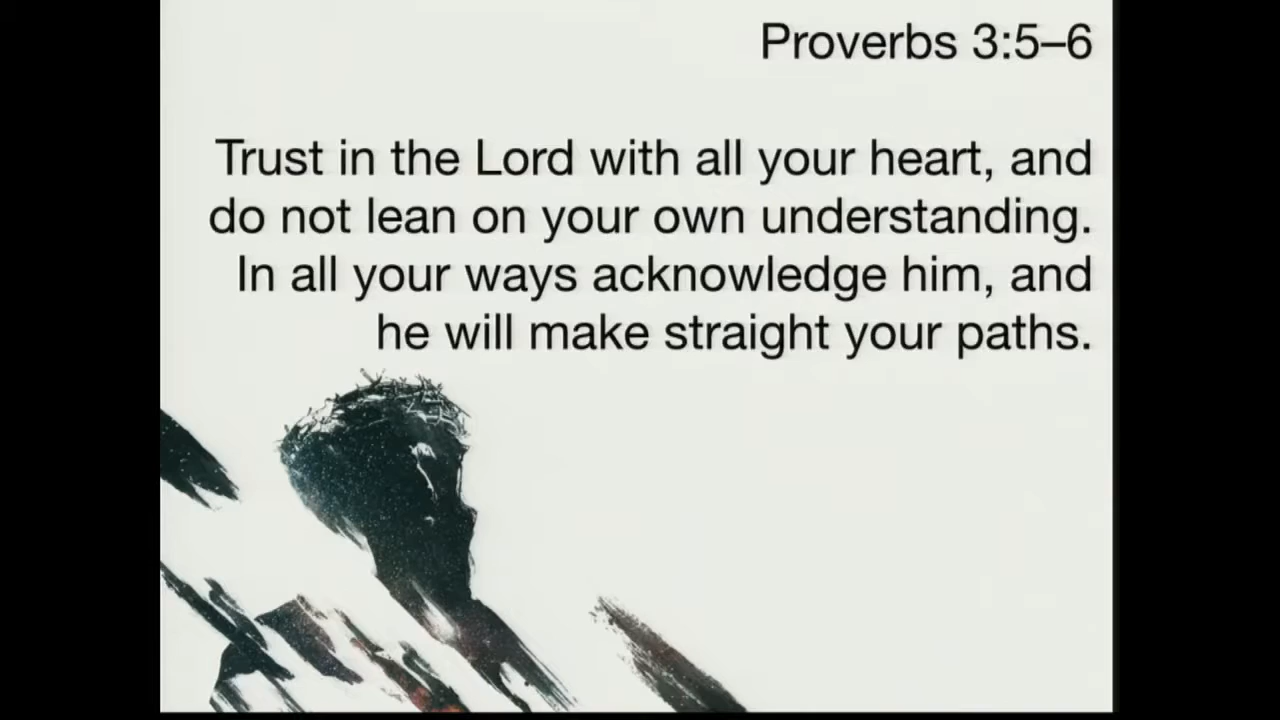 Proverbs 3:5–6
Trust in the Lord with all your heart, and
do not lean on your own understanding.
In all your ways acknowledge him, and
he will make straight your paths.